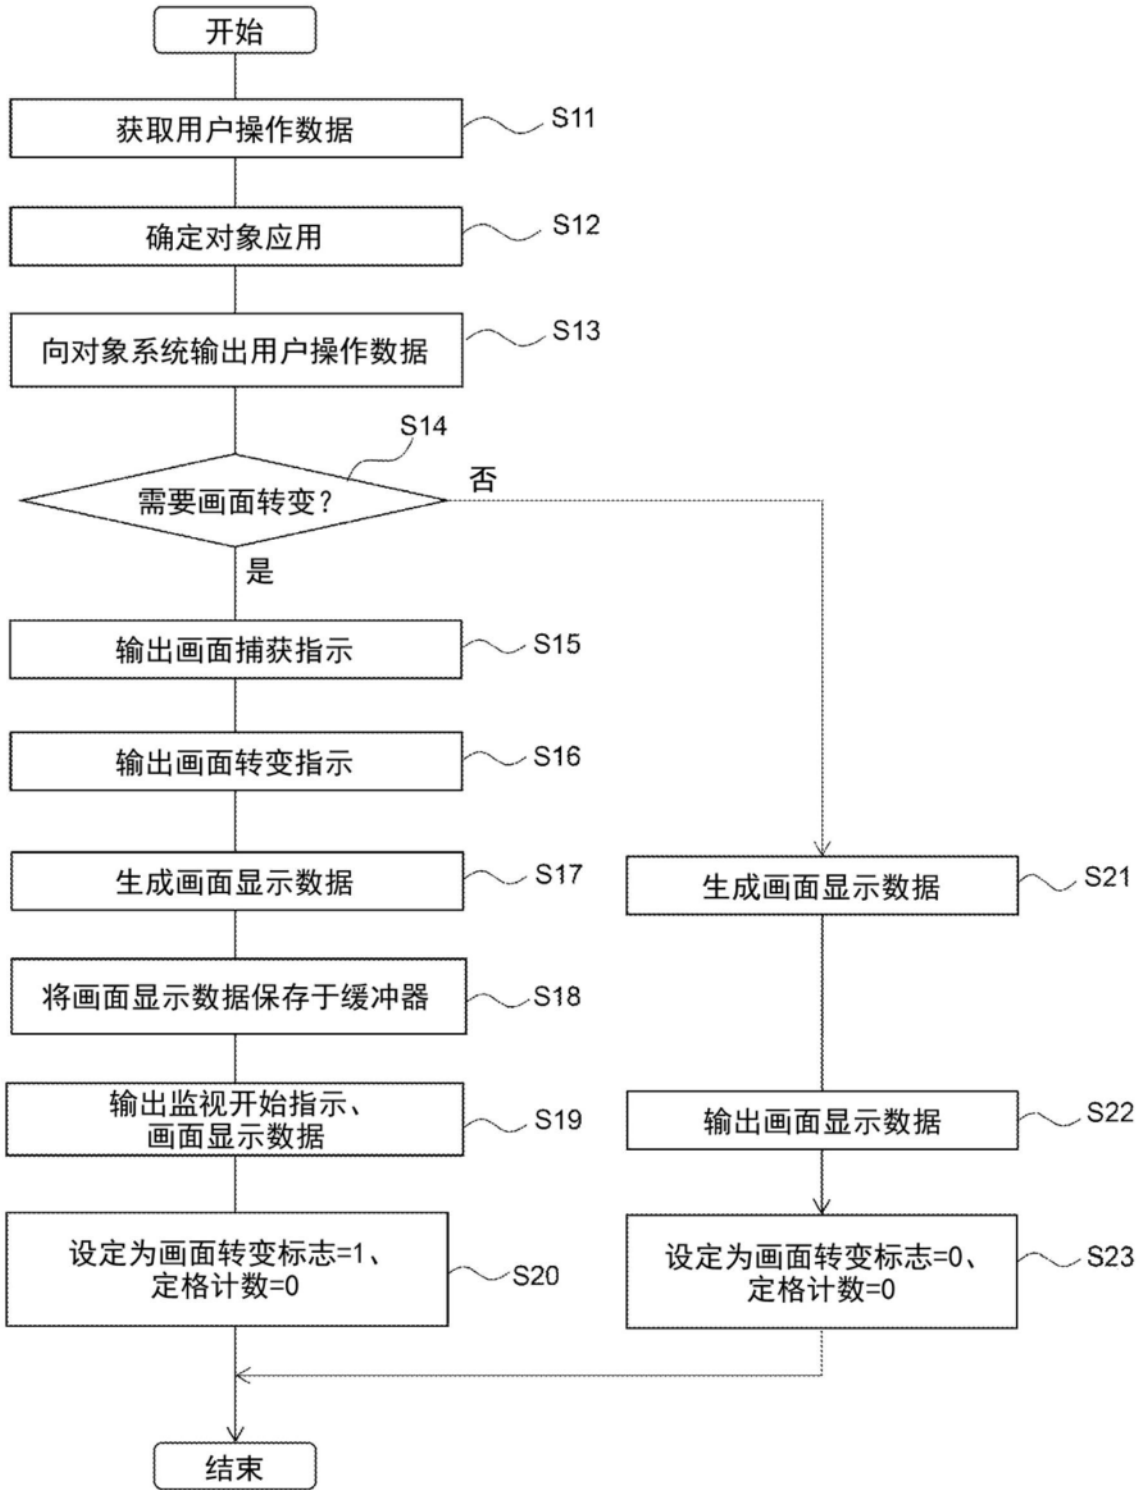 开始
获取用户操作数据
S11
确定对象应用
S12
向对象系统输出用户操作数据
S13
S14
需要画面转变？
否
是
输出画面捕获指示
S15
输出画面转变指示
S16
生成画面显示数据
S17
将画面显示数据保存于缓冲器
S18
输出监视开始指示、
画面显示数据
S19
设定为画面转变标志=1、
定格计数=0
S20
生成画面显示数据
S21
输出画面显示数据
S22
设定为画面转变标志=0、
定格计数=0
S23
结束